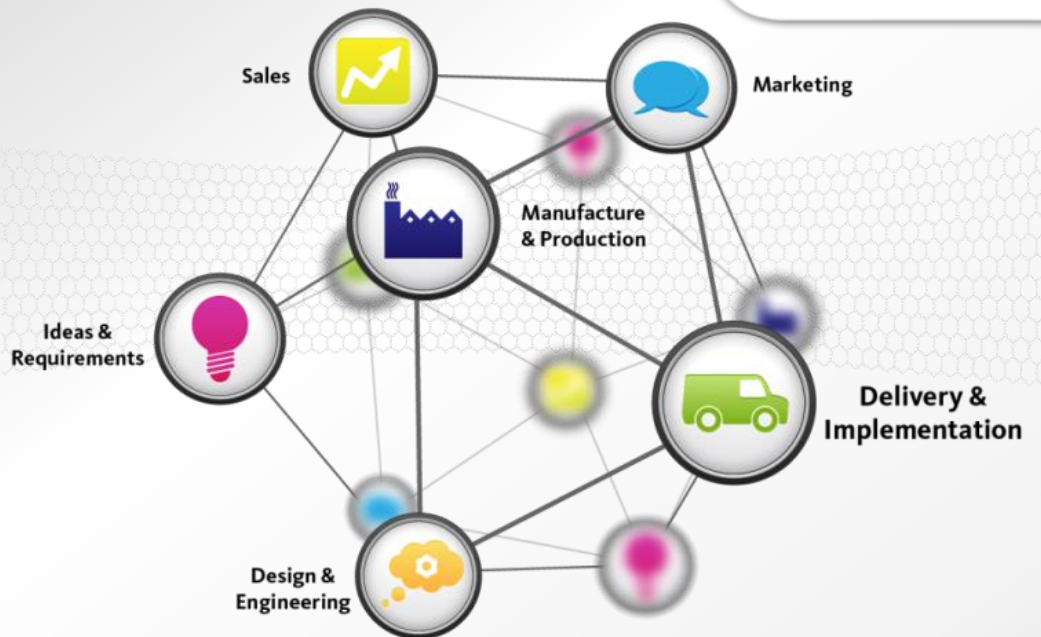 Sales
Marketing
Manufacture
& Production
Ideas &
Requirements
Delivery &
Implementation
Design &
Engineering